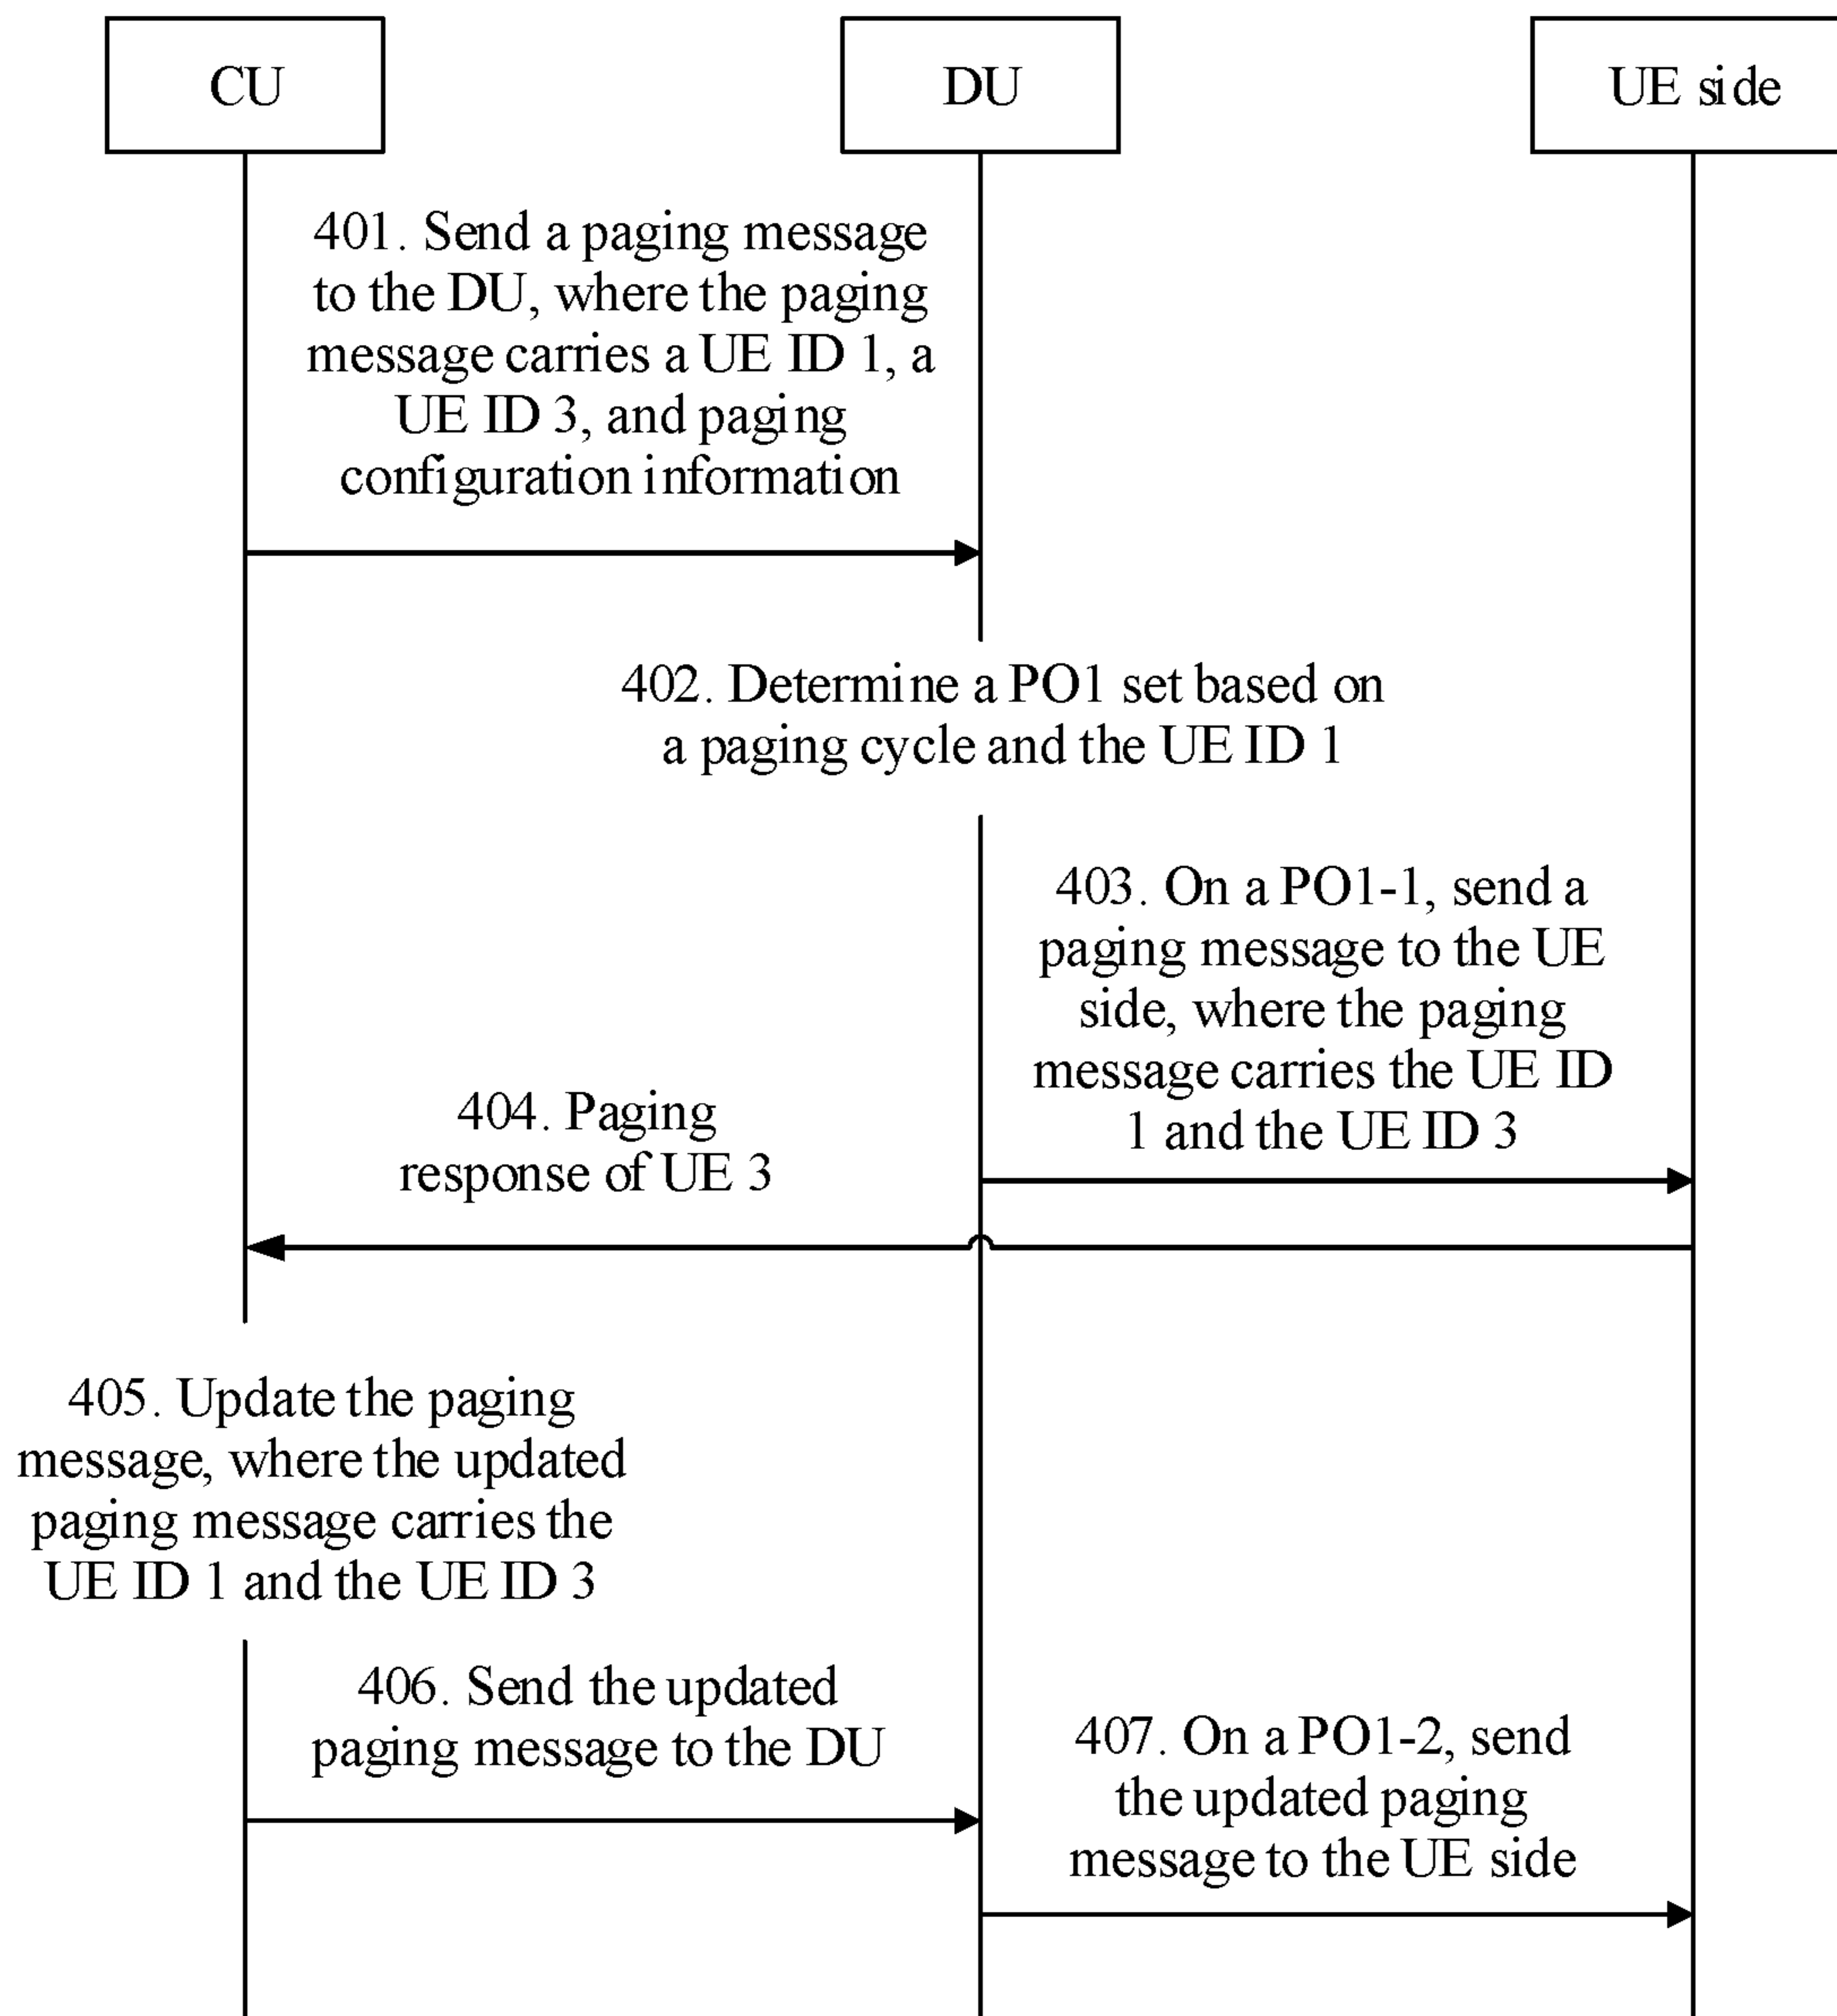 CU
DU
UE side
401. Send a paging message
to the DU, where the paging
message carries a UE ID 1, a
UE ID 3, and paging
configuration information
402. Determine a PO1 set based on
a paging cycle and the UE ID 1
403. On a PO1-1, send a
paging message to the UE
side, where the paging
message carries the UE ID
1 and the UE ID 3
404. Paging
response of UE 3
405. Update the paging
message, where the updated
paging message carries the
UE ID 1 and the UE ID 3
406. Send the updated
paging message to the DU
407. On a PO1-2, send
the updated paging
message to the UE side